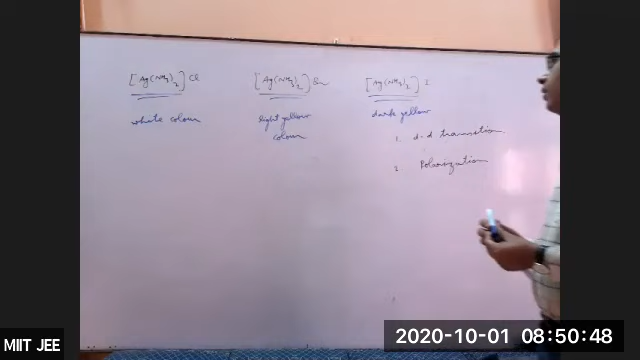 [Ag(NH3)2]Cl [Ag(NH3)2]Br [Ag(NH3)2] I
white colour light yellow dark yellow
colour
1. d-d transition
2 Polarization
MIIT JEE
2020-10-01 08:50:48